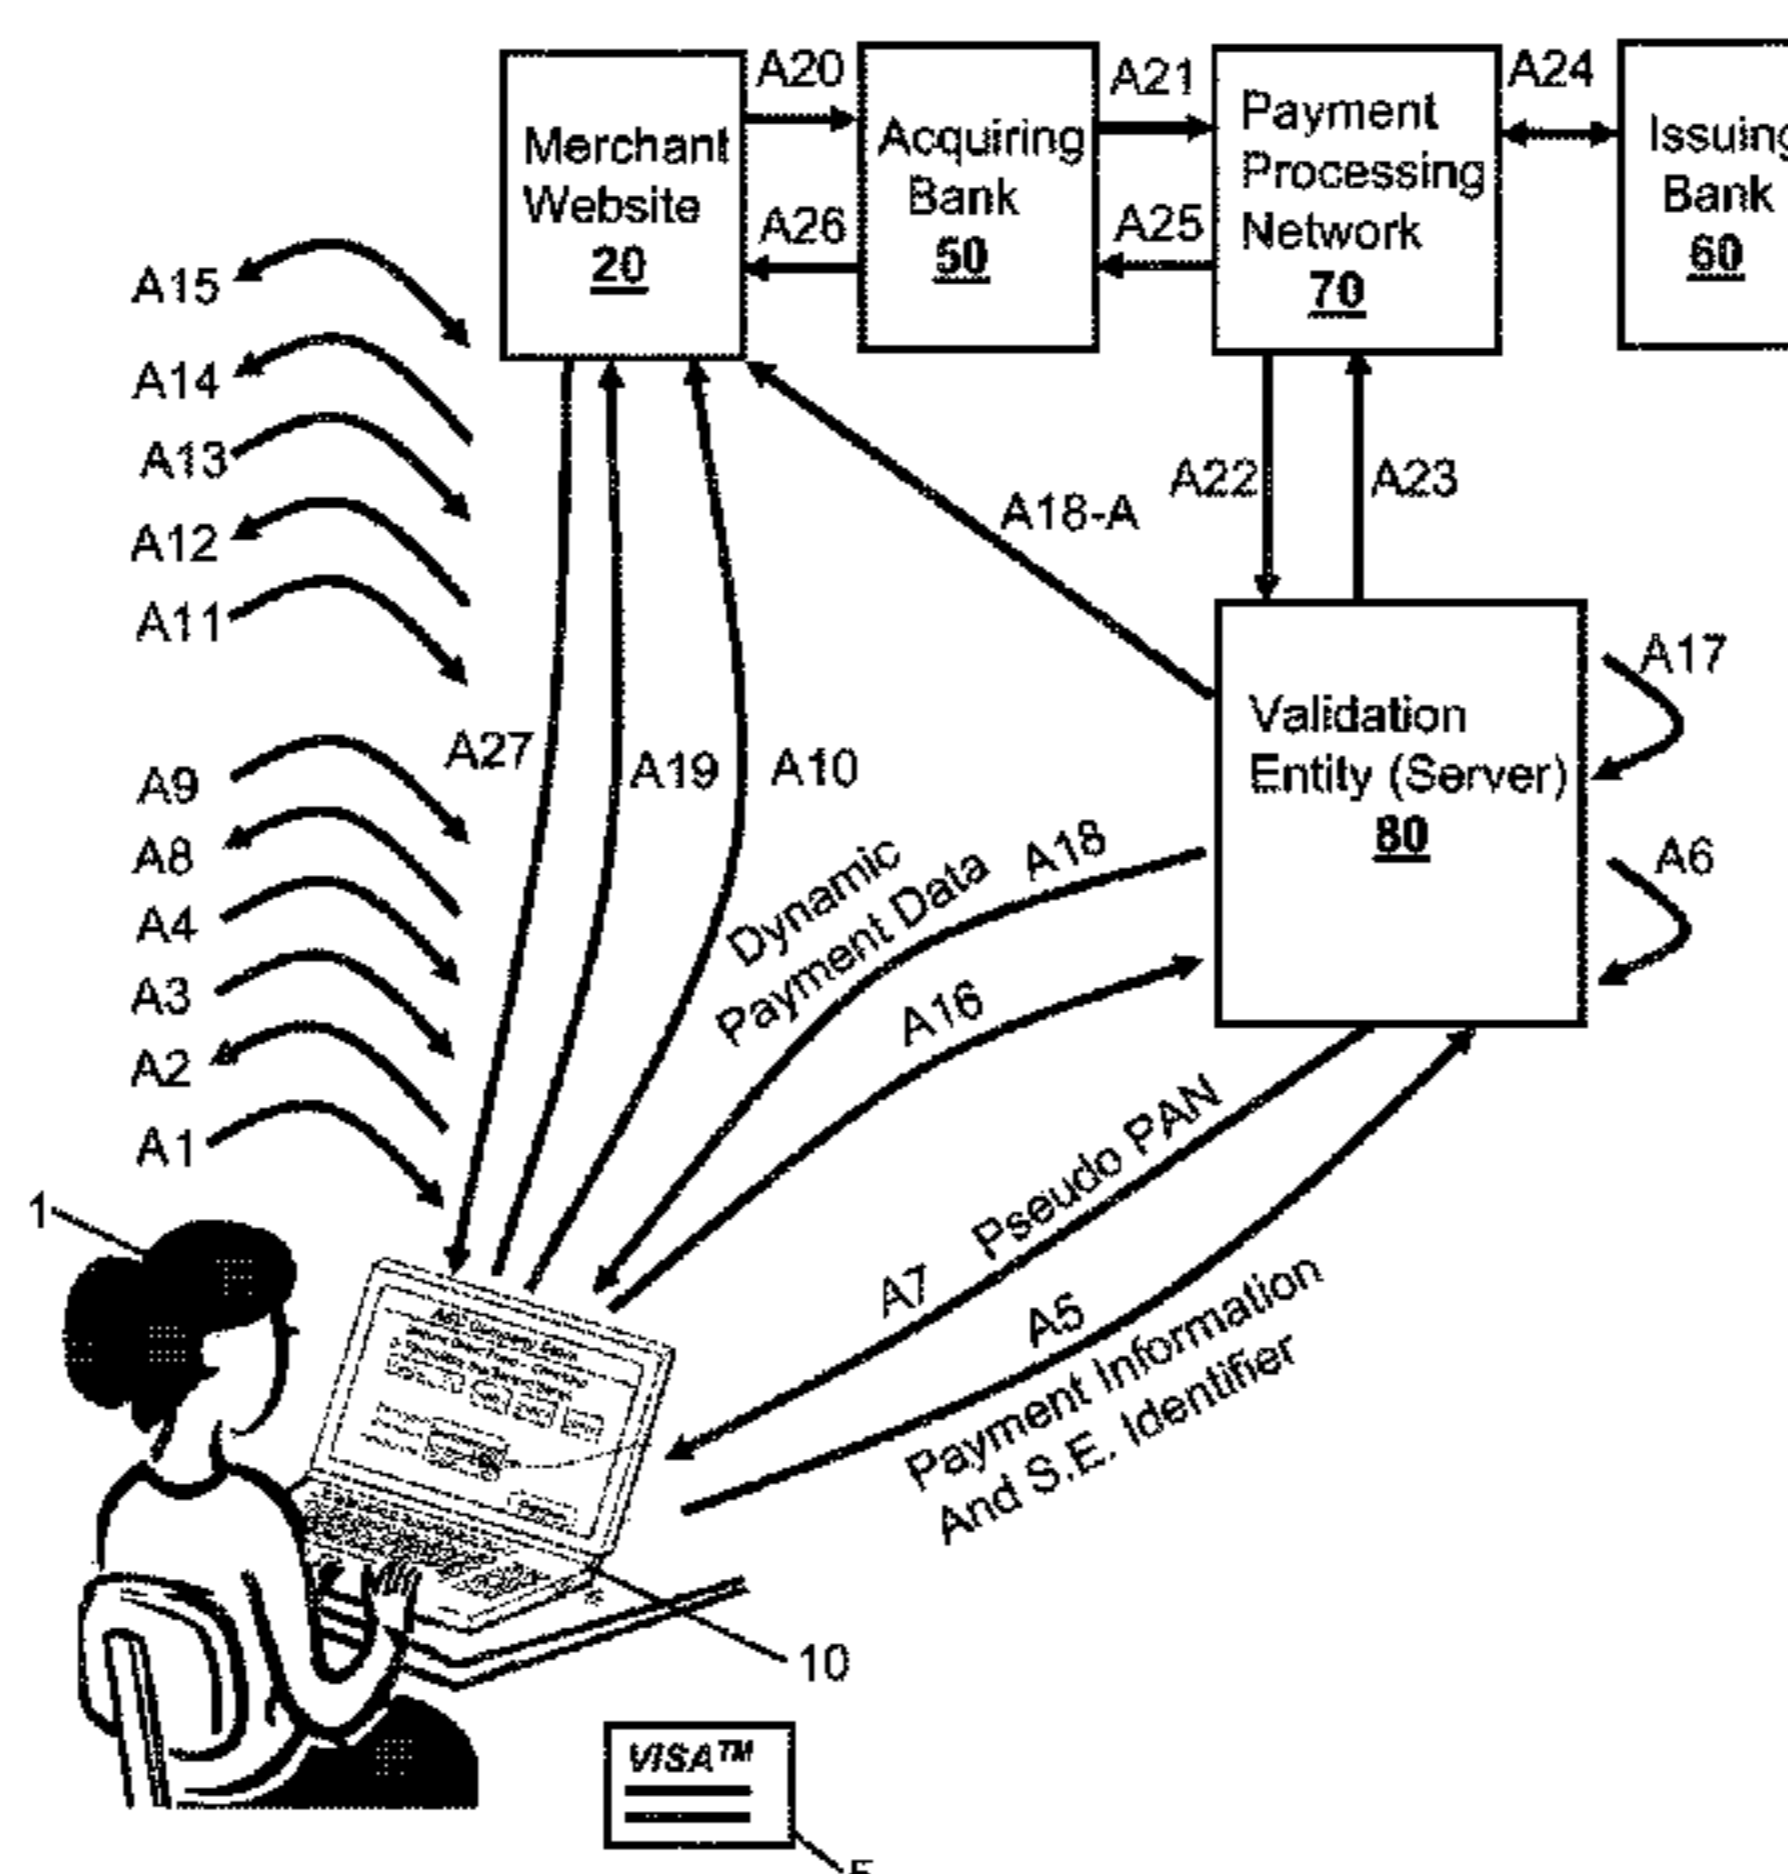 A20
A21
A24
Merchant
Website
20
Acquiring
Bank
50
Payment
Processing
Network
70
Issuing
Bank
60
A26
A25
A15
A14
A13
A12
A11
A9
A8
A4
A3
A2
A1
A27
A19
A10
A18-A
A22
A23
Validation
Entity (Server)
80
A17
A6
Dynamic
Payment Data A18
A16
A7 Pseudo PAN
A5
Payment Information
And S.E. Identifier
1
10
VISA™